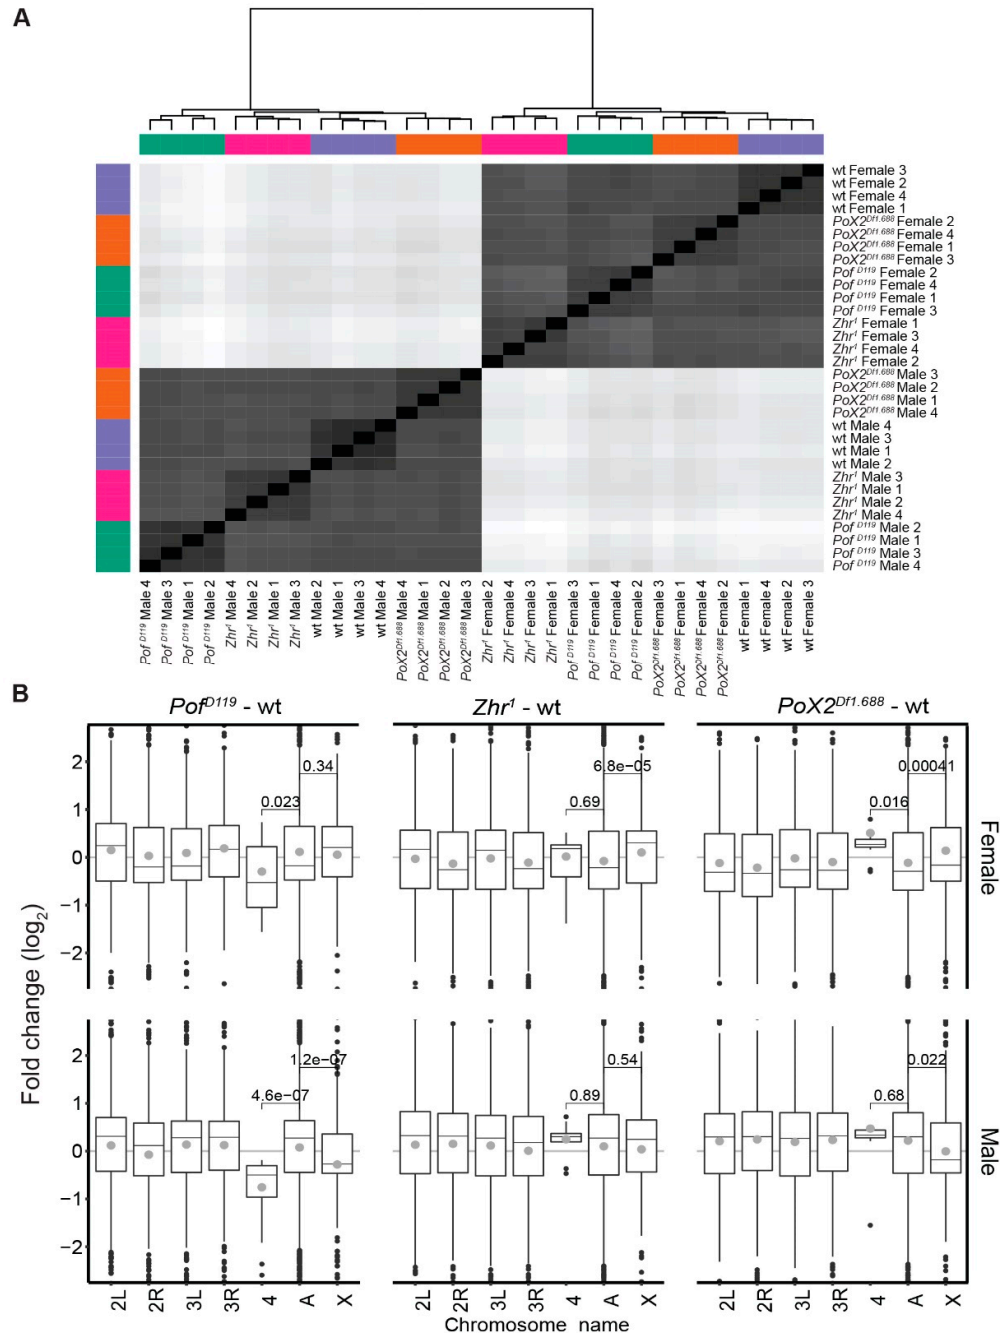 A
wt Female 3
wt Female 2
wt Female 4
wt Female 1
PoX2Df1.688 Female 2
PoX2Df1.688 Female 4
PoX2Df1.688 Female 1
PoX2Df1.688 Female 3
Pof D119 Female 2
Pof D119 Female 4
Pof D119 Female 1
Pof D119 Female 3
Zhr1 Female 1
Zhr1 Female 3
Zhr1 Female 4
Zhr1 Female 2
PoX2Df1.688 Male 3
PoX2Df1.688 Male 2
PoX2Df1.688 Male 1
PoX2Df1.688 Male 4
wt Male 4
wt Male 3
wt Male 1
wt Male 2
Zhr1 Male 3
Zhr1 Male 1
Zhr1 Male 2
Zhr1 Male 4
Pof D119 Male 2
Pof D119 Male 1
Pof D119 Male 3
Pof D119 Male 4
Pof D119 Male 4
Pof D119 Male 3
Pof D119 Male 1
Pof D119 Male 2
Zhr1 Male 4
Zhr1 Male 2
Zhr1 Male 1
Zhr1 Male 3
wt Male 2
wt Male 1
wt Male 3
wt Male 4
PoX2Df1.688 Male 4
PoX2Df1.688 Male 1
PoX2Df1.688 Male 2
PoX2Df1.688 Male 3
Zhr1 Female 2
Zhr1 Female 4
Zhr1 Female 3
Zhr1 Female 1
Pof D119 Female 3
Pof D119 Female 1
Pof D119 Female 4
Pof D119 Female 2
PoX2Df1.688 Female 3
PoX2Df1.688 Female 1
PoX2Df1.688 Female 4
PoX2Df1.688 Female 2
wt Female 1
wt Female 4
wt Female 2
wt Female 3
B
PofD119 - wt
Zhr1 - wt
PoX2Df1.688 - wt
Fold change (log2)
2
1
0
−1
−2
0.34
0.023
6.8e−05
0.69
0.00041
0.016
Female
2
1
0
−1
−2
1.2e−07
4.6e−07
0.54
0.89
0.022
0.68
Male
2L 2R 3L 3R 4 A X
2L 2R 3L 3R 4 A X
2L 2R 3L 3R 4 A X
Chromosome name